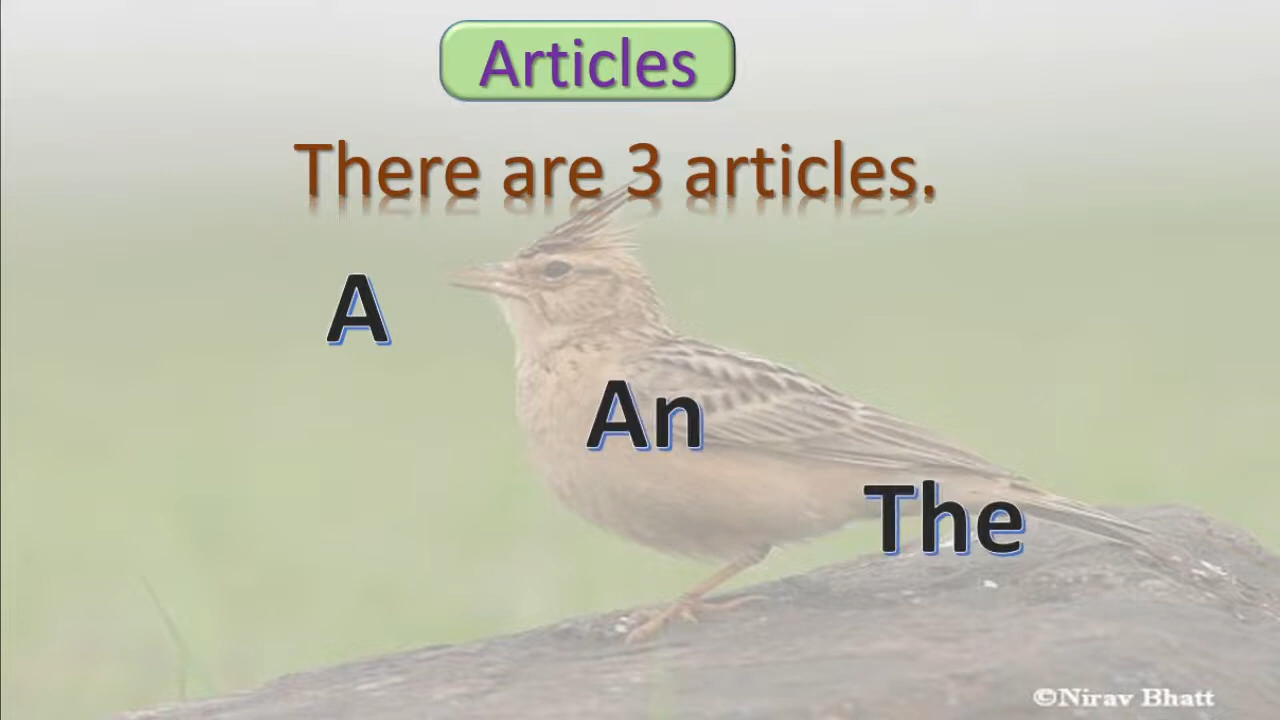 Articles
There are 3 articles.
A
An
The
©Nirav Bhatt